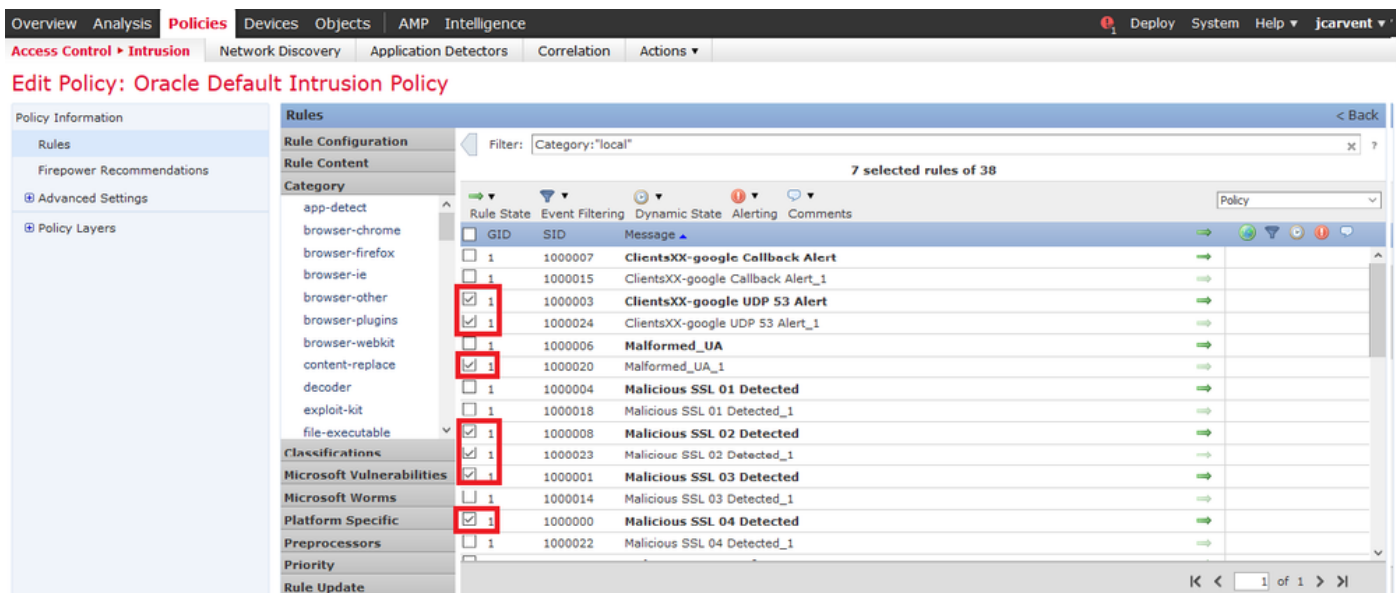 Overview Analysis Policies Devices Objects AMP Intelligence 1 Deploy System Help ▾ jcarvent ▾
Access Control ▸ Intrusion Network Discovery Application Detectors Correlation Actions ▾
Edit Policy: Oracle Default Intrusion Policy
Policy Information
Rules
Firepower Recommendations
Advanced Settings
Policy Layers
Rules < Back
Rule Configuration
Rule Content
Category
app-detect
browser-chrome
browser-firefox
browser-ie
browser-other
browser-plugins
browser-webkit
content-replace
decoder
exploit-kit
file-executable
Classifications
Microsoft Vulnerabilities
Microsoft Worms
Platform Specific
Preprocessors
Priority
Rule Update
Filter: Category:"local" x ?
7 selected rules of 38
Rule State Event Filtering Dynamic State Alerting Comments
Policy
GID SID Message
1 1000007 ClientsXX-google Callback Alert
1 1000015 ClientsXX-google Callback Alert_1
1 1000003 ClientsXX-google UDP 53 Alert
1 1000024 ClientsXX-google UDP 53 Alert_1
1 1000006 Malformed_UA
1 1000020 Malformed_UA_1
1 1000004 Malicious SSL 01 Detected
1 1000018 Malicious SSL 01 Detected_1
1 1000008 Malicious SSL 02 Detected
1 1000023 Malicious SSL 02 Detected_1
1 1000001 Malicious SSL 03 Detected
1 1000014 Malicious SSL 03 Detected_1
1 1000000 Malicious SSL 04 Detected
1 1000022 Malicious SSL 04 Detected_1
1 of 1